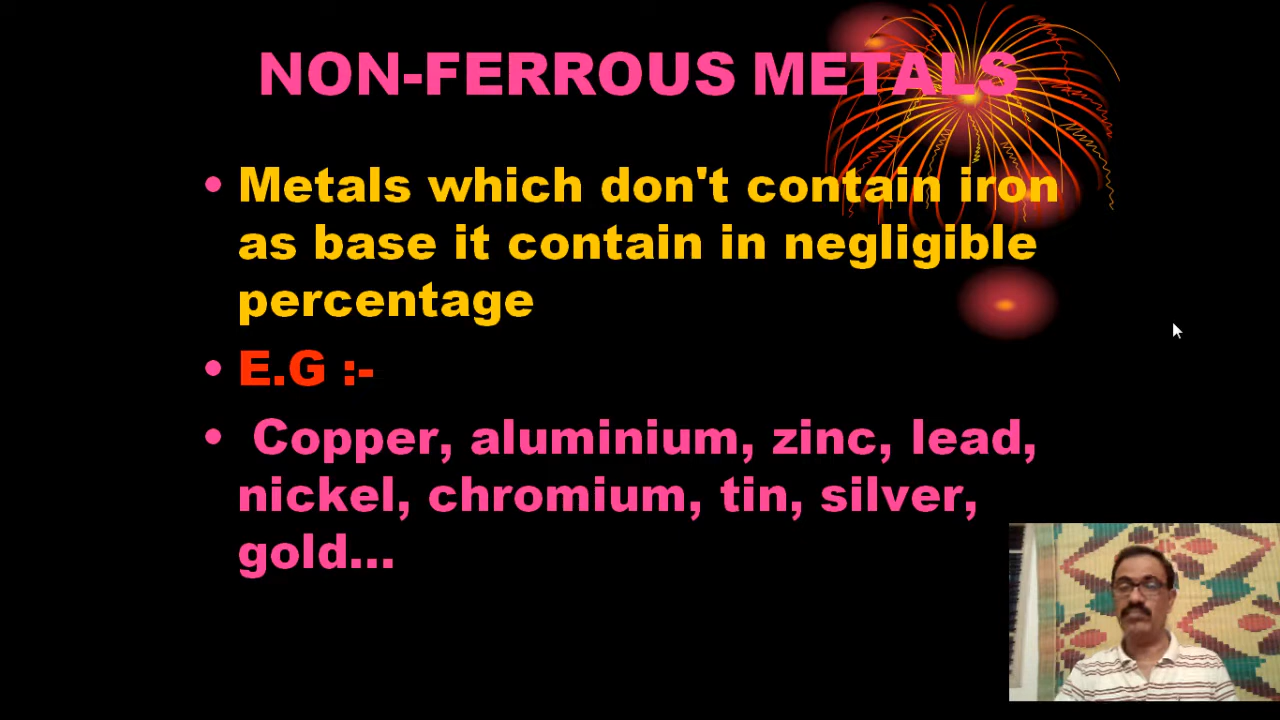 NON-FERROUS METALS
• Metals which don't contain iron
as base it contain in negligible
percentage
• E.G :-
• Copper, aluminium, zinc, lead,
nickel, chromium, tin, silver,
gold...